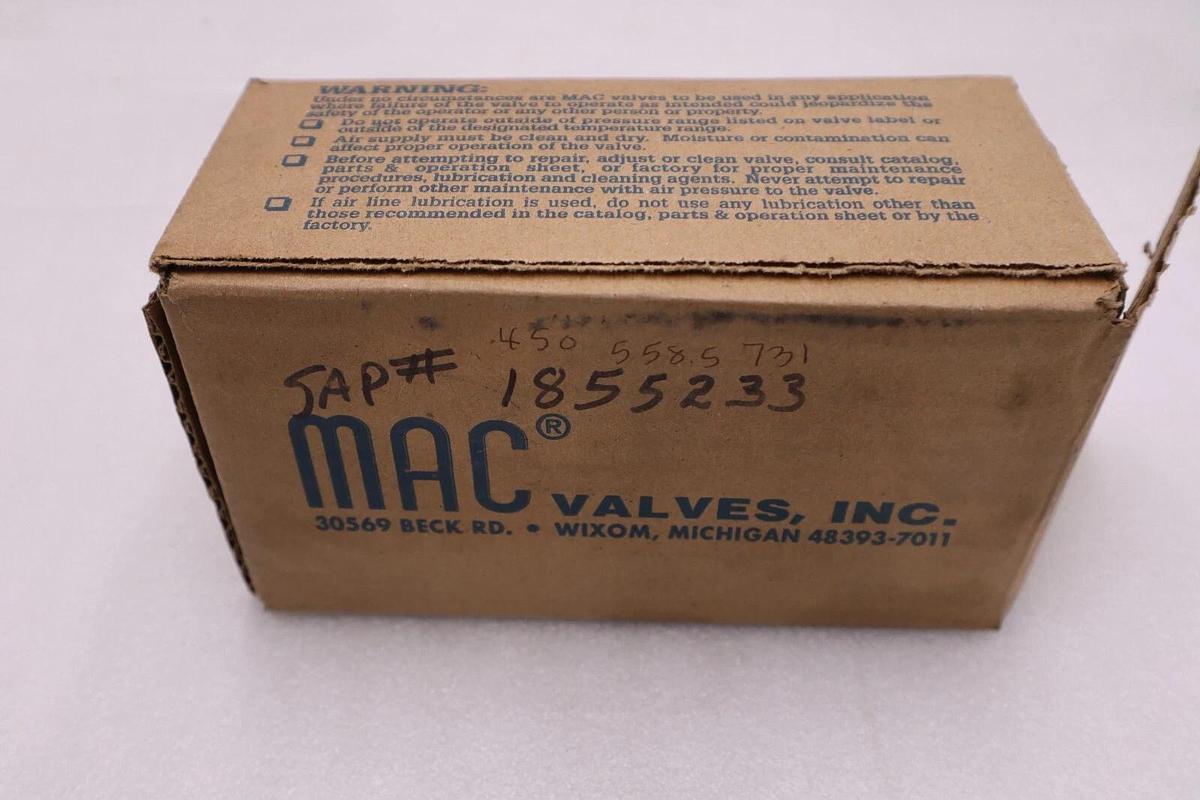 WARNING:
Under no circumstances are MAC valves to be used in any application
where failure of the valve to operate as intended could jeopardize the
safety of the operator or any other person or property.
Do not operate outside of pressure range listed on valve label or
outside of the designated temperature range.
Air supply must be clean and dry. Moisture or contamination can
affect proper operation of the valve.
Before attempting to repair, adjust or clean valve, consult catalog,
parts & operation sheet, or factory for proper maintenance
procedures, lubrication and cleaning agents. Never attempt to repair
or perform other maintenance with air pressure to the valve.
If air line lubrication is used, do not use any lubrication other than
those recommended in the catalog, parts & operation sheet or by the
factory.
450 558.5 731
SAP# 1855233
MAC® VALVES, INC.
30569 BECK RD. • WIXOM, MICHIGAN 48393-7011